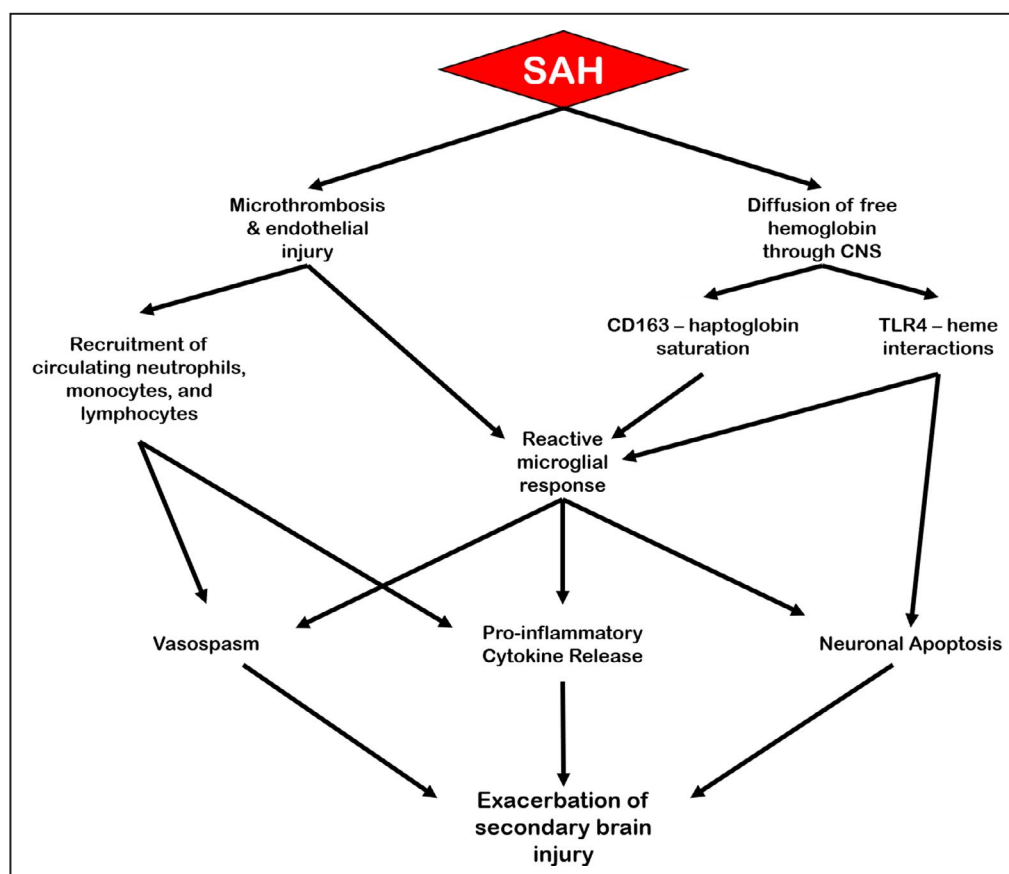 SAH
Microthrombosis
& endothelial
injury
Diffusion of free
hemoglobin
through CNS
Recruitment of
circulating neutrophils,
monocytes, and
lymphocytes
CD163 – haptoglobin
saturation
TLR4 – heme
interactions
Reactive
microglial
response
Vasospasm
Pro-inflammatory
Cytokine Release
Neuronal Apoptosis
Exacerbation of
secondary brain
injury